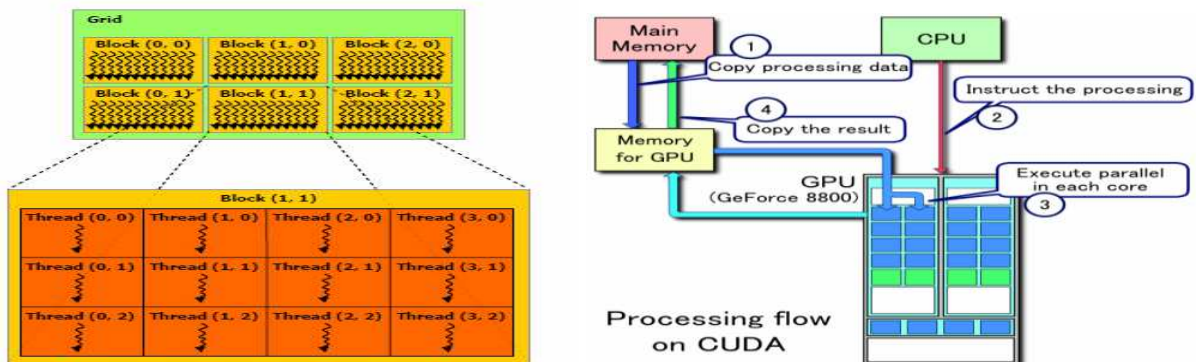 Grid
Block (0, 0) Block (1, 0) Block (2, 0)
Block (0, 1) Block (1, 1) Block (2, 1)
Block (1, 1)
Thread (0, 0) Thread (1, 0) Thread (2, 0) Thread (3, 0)
Thread (0, 1) Thread (1, 1) Thread (2, 1) Thread (3, 1)
Thread (0, 2) Thread (1, 2) Thread (2, 2) Thread (3, 2)
Main
Memory
CPU
1
Copy processing data
Instruct the processing
2
4
Copy the result
Memory
for GPU
GPU
(GeForce 8800)
Execute parallel
in each core
3
Processing flow
on CUDA